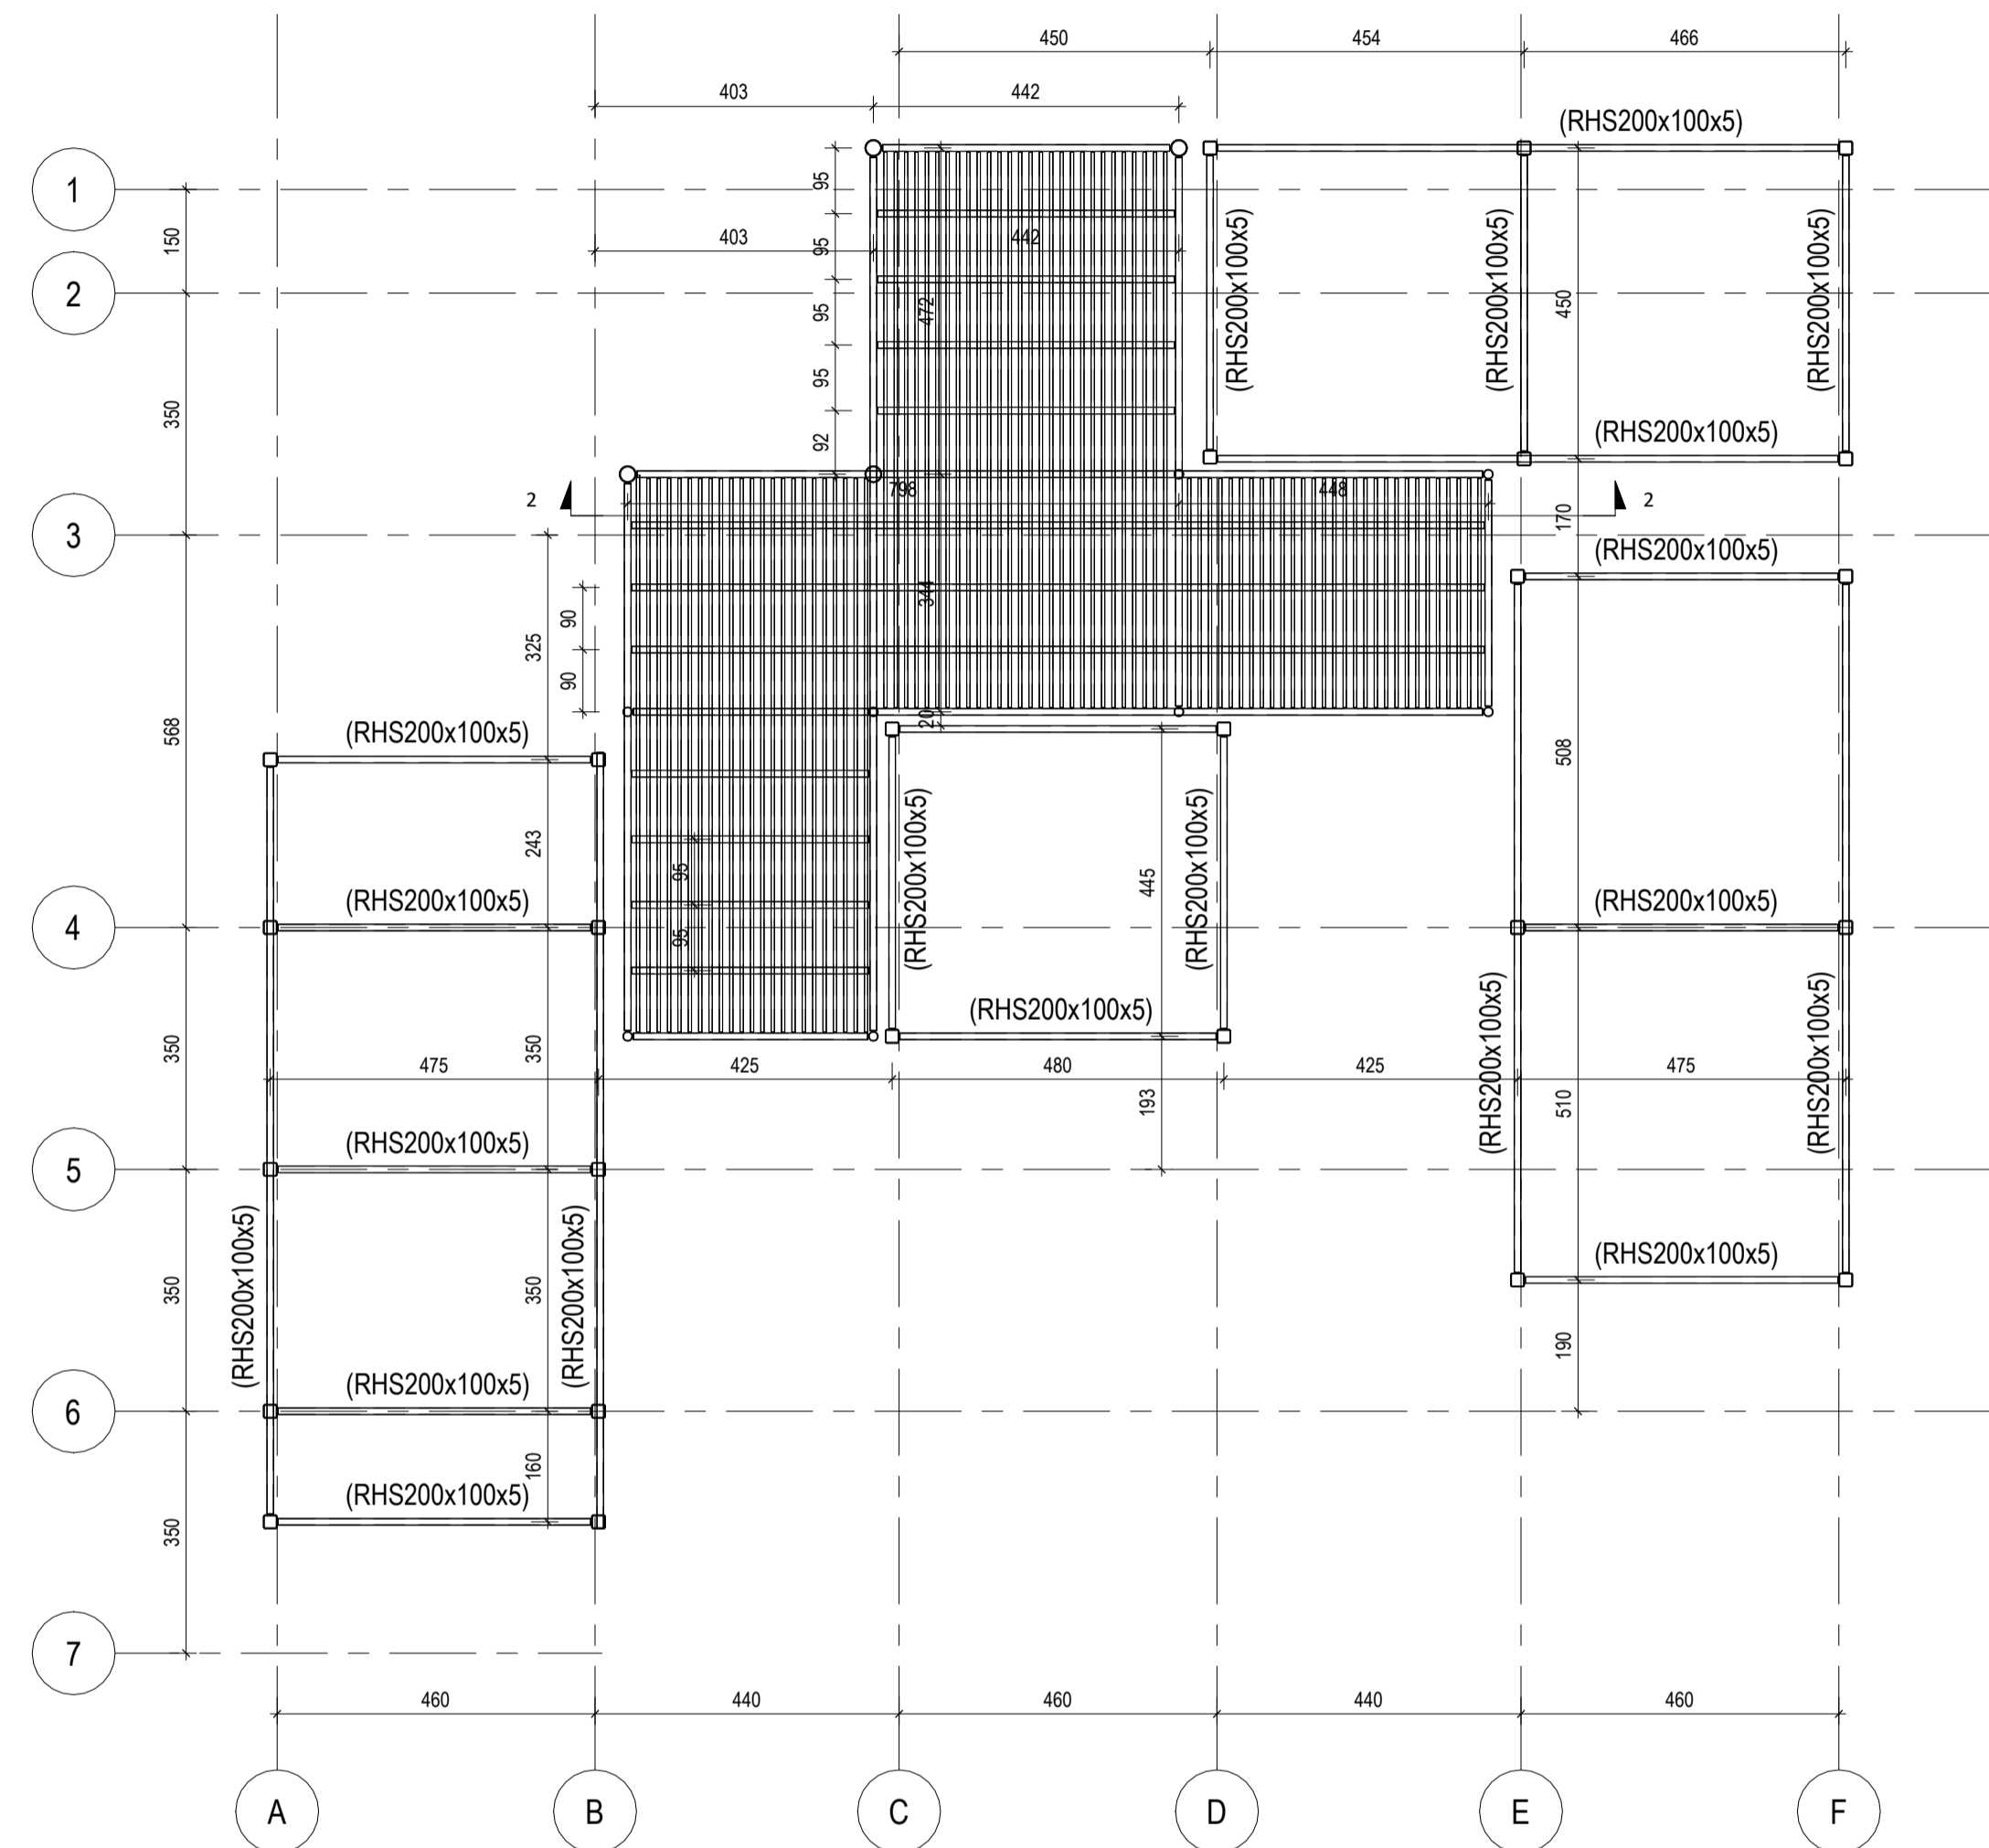 450 454 466
403 442
(RHS200x100x5)
1
95
150
(RHS200x100x5)
(RHS200x100x5)
(RHS200x100x5)
403 442
95
2
450
472
95
350
95
92
(RHS200x100x5)
798 448
2 2
170
3
(RHS200x100x5)
344
90
325
90
20
568
(RHS200x100x5)
508
243
95
445
(RHS200x100x5)
(RHS200x100x5)
(RHS200x100x5)
(RHS200x100x5)
4
95
(RHS200x100x5)
350
350
475 425 480 425 475
193
510
(RHS200x100x5)
(RHS200x100x5)
(RHS200x100x5)
5
350
350
(RHS200x100x5)
(RHS200x100x5)
(RHS200x100x5)
190
(RHS200x100x5)
6
160
(RHS200x100x5)
350
7
460 440 460 440 460
A B C D E F